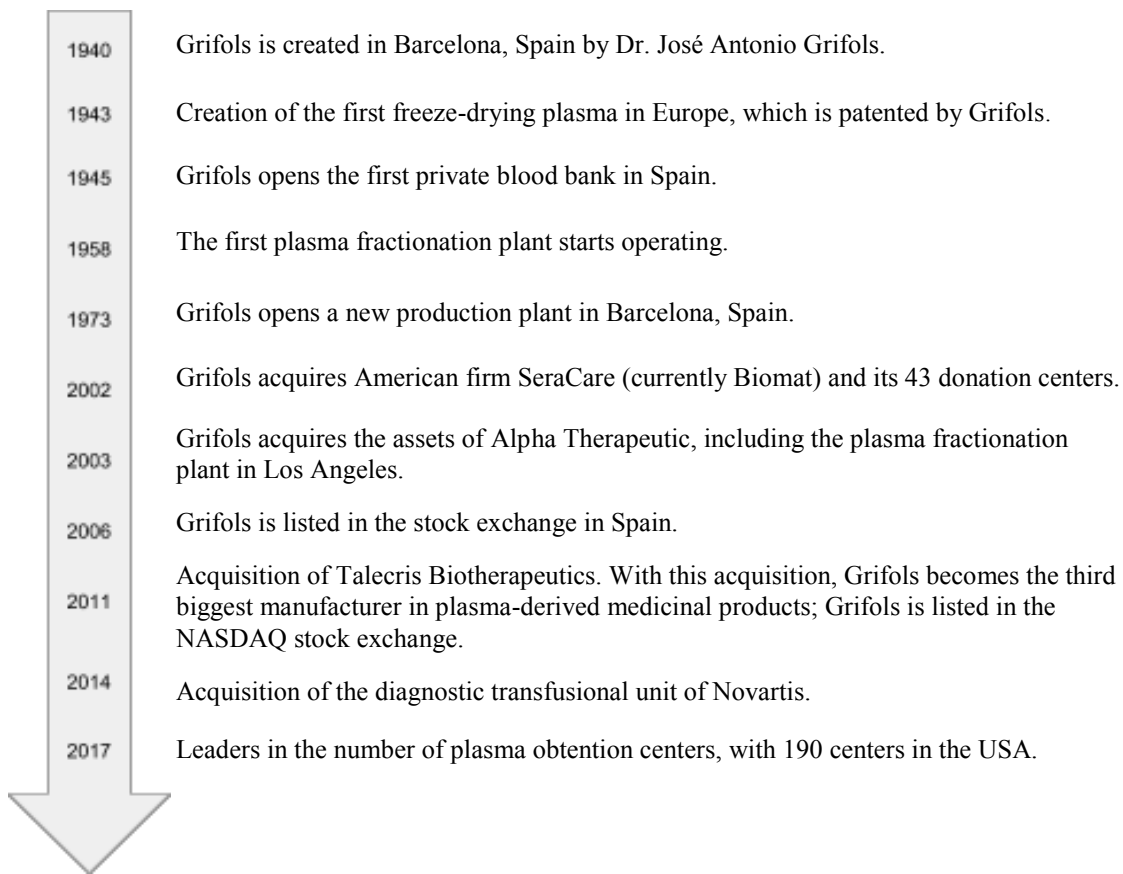 1940 Grifols is created in Barcelona, Spain by Dr. José Antonio Grifols.
1943 Creation of the first freeze-drying plasma in Europe, which is patented by Grifols.
1945 Grifols opens the first private blood bank in Spain.
1958 The first plasma fractionation plant starts operating.
1973 Grifols opens a new production plant in Barcelona, Spain.
2002 Grifols acquires American firm SeraCare (currently Biomat) and its 43 donation centers.
2003 Grifols acquires the assets of Alpha Therapeutic, including the plasma fractionation
plant in Los Angeles.
2006 Grifols is listed in the stock exchange in Spain.
2011 Acquisition of Talecris Biotherapeutics. With this acquisition, Grifols becomes the third
biggest manufacturer in plasma-derived medicinal products; Grifols is listed in the
NASDAQ stock exchange.
2014 Acquisition of the diagnostic transfusional unit of Novartis.
2017 Leaders in the number of plasma obtention centers, with 190 centers in the USA.